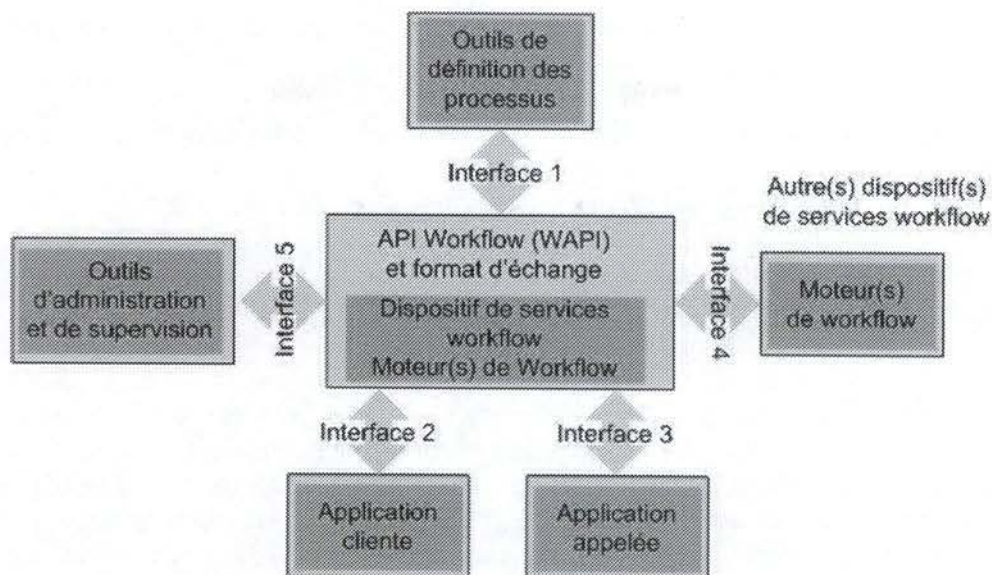 Outils de
définition des
processus
Interface 1
Autre(s) dispositif(s)
de services workflow
API Workflow (WAPI)
et format d'échange
Dispositif de services
workflow
Moteur(s) de Workflow
Interface 5
Outils
d'administration
et de supervision
Interface 4
Moteur(s)
de workflow
Interface 2
Interface 3
Application
cliente
Application
appelée